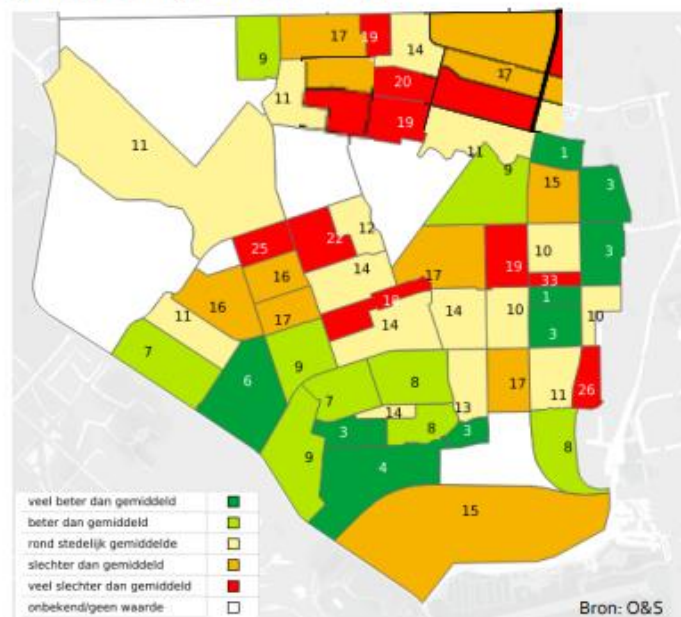 17 19 14
9
20 17
11
19
11 11 1
9 15 3
12
25 22 10 3
14 17 19
16 33
16 18 1
11 17 14 14 10 3 10
7 9
6 7 8 17 11 26
14 13
3 8 3 8
9 4
15
veel beter dan gemiddeld
beter dan gemiddeld
rond stedelijk gemiddelde
slechter dan gemiddeld
veel slechter dan gemiddeld
onbekend/geen waarde
Bron: O&S